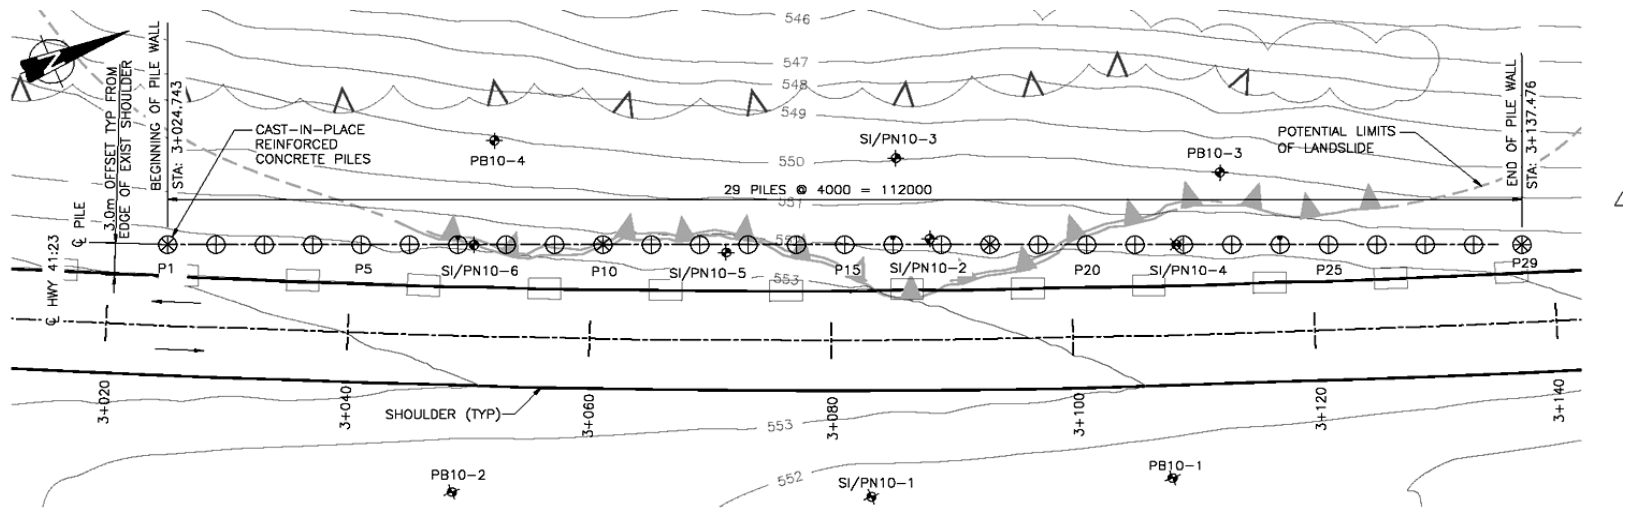 546
547
548
549
550
551
553
553
552
N
3.0m OFFSET TYP FROM
EDGE OF EXIST SHOULDER
BEGINNING OF PILE WALL
STA: 3+024.743
CAST-IN-PLACE
REINFORCED
CONCRETE PILES
PB10-4
SI/PN10-3
PB10-3
POTENTIAL LIMITS
OF LANDSLIDE
END OF PILE WALL
STA: 3+137.476
29 PILES @ 4000 = 112000
℄ PILE
℄ HWY 41:23
P1
P5
SI/PN10-6
P10
SI/PN10-5
P15
SI/PN10-2
P20
SI/PN10-4
P25
P29
3+020
3+040
3+060
3+080
3+100
3+120
3+140
SHOULDER (TYP)
PB10-2
SI/PN10-1
PB10-1